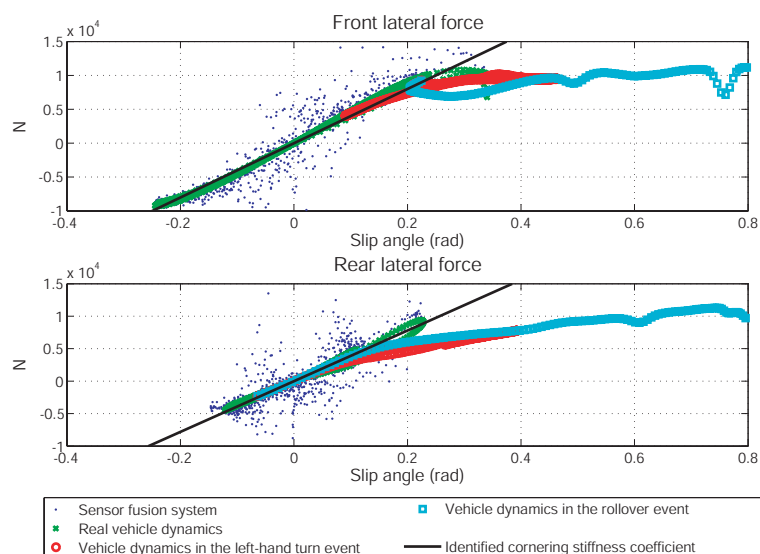 Front lateral force
x 10^4
1.5
1
0.5
0
-0.5
-1
N
-0.4 -0.2 0 0.2 0.4 0.6 0.8
Slip angle (rad)
Rear lateral force
x 10^4
1.5
1
0.5
0
-0.5
-1
N
-0.4 -0.2 0 0.2 0.4 0.6 0.8
Slip angle (rad)
Sensor fusion system
Real vehicle dynamics
Vehicle dynamics in the left-hand turn event
Vehicle dynamics in the rollover event
Identified cornering stiffness coefficient